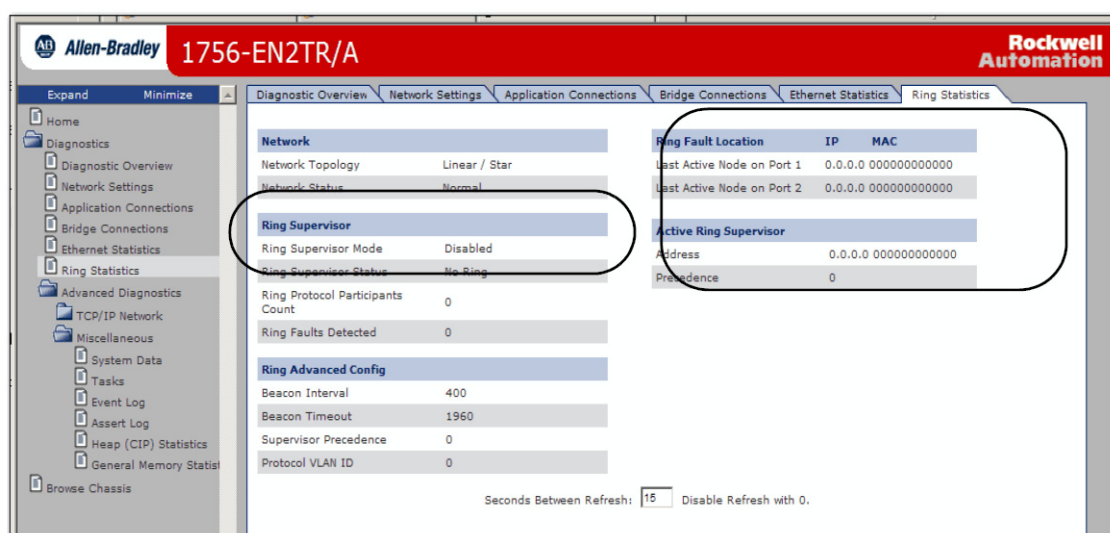 AB Allen-Bradley 1756-EN2TR/A Rockwell Automation
Expand Minimize
Home
Diagnostics
Diagnostic Overview
Network Settings
Application Connections
Bridge Connections
Ethernet Statistics
Ring Statistics
Advanced Diagnostics
TCP/IP Network
Miscellaneous
System Data
Tasks
Event Log
Assert Log
Heap (CIP) Statistics
General Memory Statist
Browse Chassis
Diagnostic Overview Network Settings Application Connections Bridge Connections Ethernet Statistics Ring Statistics
Network
Network Topology Linear / Star
Network Status Normal
Ring Supervisor
Ring Supervisor Mode Disabled
Ring Supervisor Status No Ring
Ring Protocol Participants
Count 0
Ring Faults Detected 0
Ring Advanced Config
Beacon Interval 400
Beacon Timeout 1960
Supervisor Precedence 0
Protocol VLAN ID 0
Ring Fault Location IP MAC
Last Active Node on Port 1 0.0.0.0 000000000000
Last Active Node on Port 2 0.0.0.0 000000000000
Active Ring Supervisor
Address 0.0.0.0 000000000000
Precedence 0
Seconds Between Refresh: 15 Disable Refresh with 0.